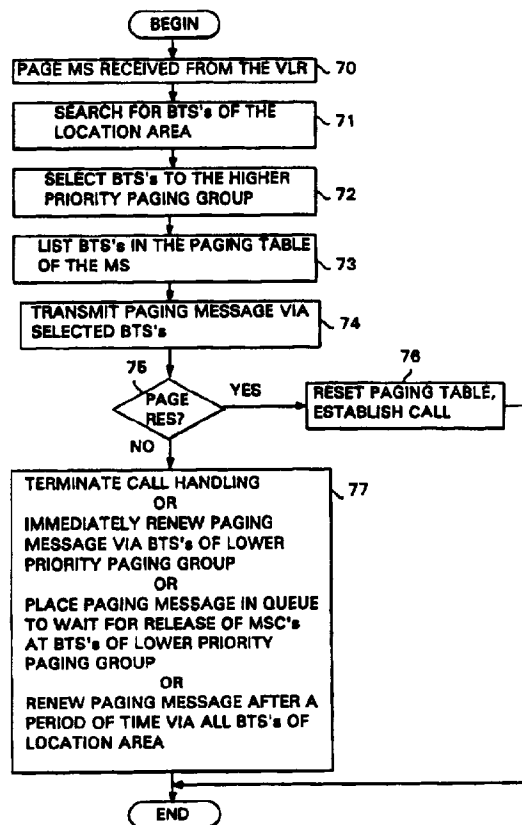 BEGIN
PAGE MS RECEIVED FROM THE VLR
70
SEARCH FOR BTS's OF THE
LOCATION AREA
71
SELECT BTS's TO THE HIGHER
PRIORITY PAGING GROUP
72
LIST BTS's IN THE PAGING TABLE
OF THE MS
73
TRANSMIT PAGING MESSAGE VIA
SELECTED BTS's
74
75
PAGE
RES?
YES
NO
76
RESET PAGING TABLE,
ESTABLISH CALL
77
TERMINATE CALL HANDLING
OR
IMMEDIATELY RENEW PAGING
MESSAGE VIA BTS's OF LOWER
PRIORITY PAGING GROUP
OR
PLACE PAGING MESSAGE IN QUEUE
TO WAIT FOR RELEASE OF MSC's
AT BTS's OF LOWER PRIORITY
PAGING GROUP
OR
RENEW PAGING MESSAGE AFTER A
PERIOD OF TIME VIA ALL BTS's OF
LOCATION AREA
END